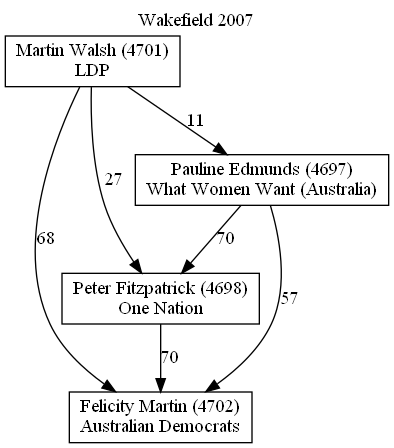 Wakefield 2007
Martin Walsh (4701)
LDP
11
Pauline Edmunds (4697)
What Women Want (Australia)
27
68
70
Peter Fitzpatrick (4698)
One Nation
57
70
Felicity Martin (4702)
Australian Democrats